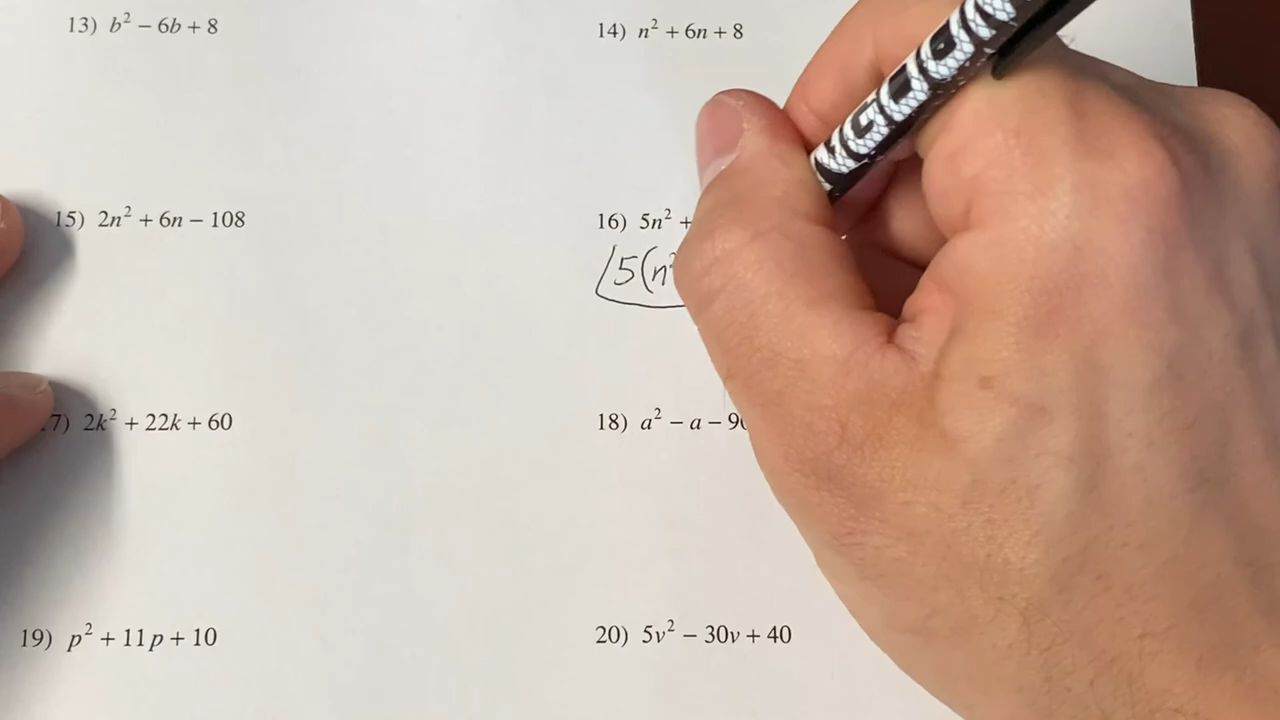 13) b² − 6b + 8
14) n² + 6n + 8
15) 2n² + 6n − 108
16) 5n² +
5(n²
7) 2k² + 22k + 60
18) a² − a − 9
19) p² + 11p + 10
20) 5v² − 30v + 40